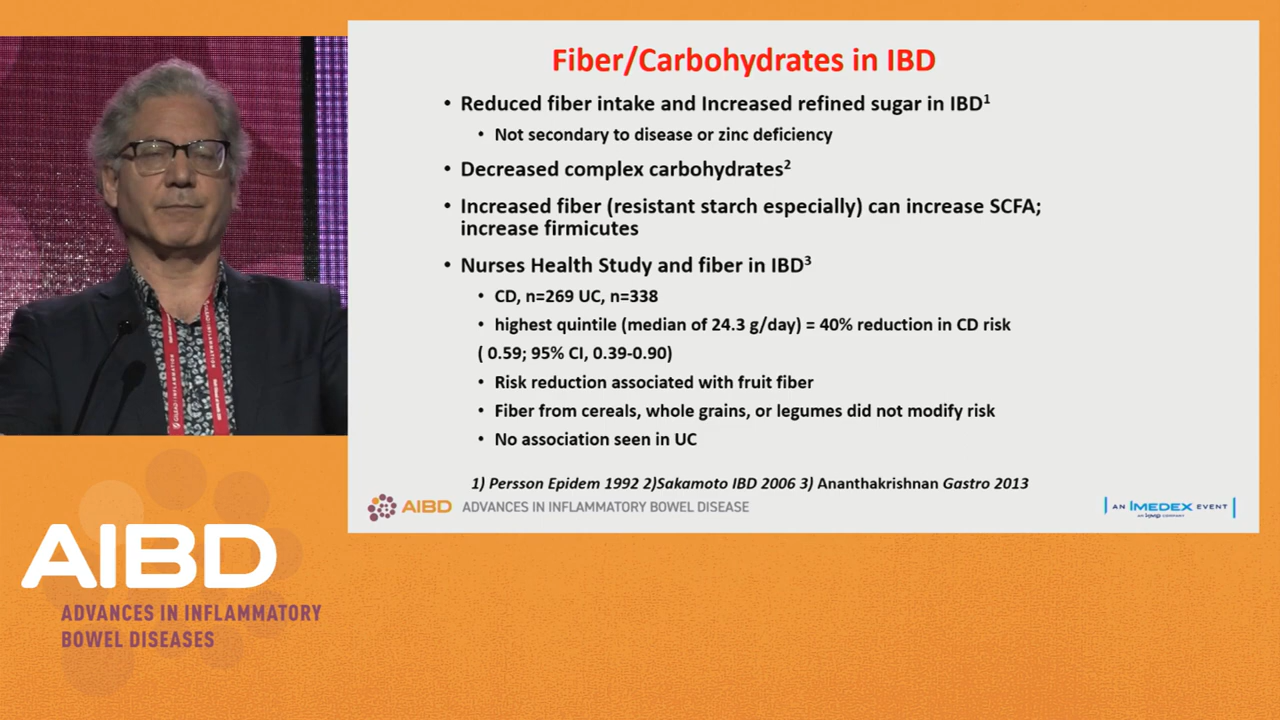 Fiber/Carbohydrates in IBD
• Reduced fiber intake and Increased refined sugar in IBD¹
• Not secondary to disease or zinc deficiency
• Decreased complex carbohydrates²
• Increased fiber (resistant starch especially) can increase SCFA;
increase firmicutes
• Nurses Health Study and fiber in IBD³
• CD, n=269 UC, n=338
• highest quintile (median of 24.3 g/day) = 40% reduction in CD risk
( 0.59; 95% CI, 0.39-0.90)
• Risk reduction associated with fruit fiber
• Fiber from cereals, whole grains, or legumes did not modify risk
• No association seen in UC
1) Persson Epidem 1992 2)Sakamoto IBD 2006 3) Ananthakrishnan Gastro 2013
AIBD ADVANCES IN INFLAMMATORY BOWEL DISEASE
AN IMEDEX EVENT
AIBD
ADVANCES IN INFLAMMATORY
BOWEL DISEASES